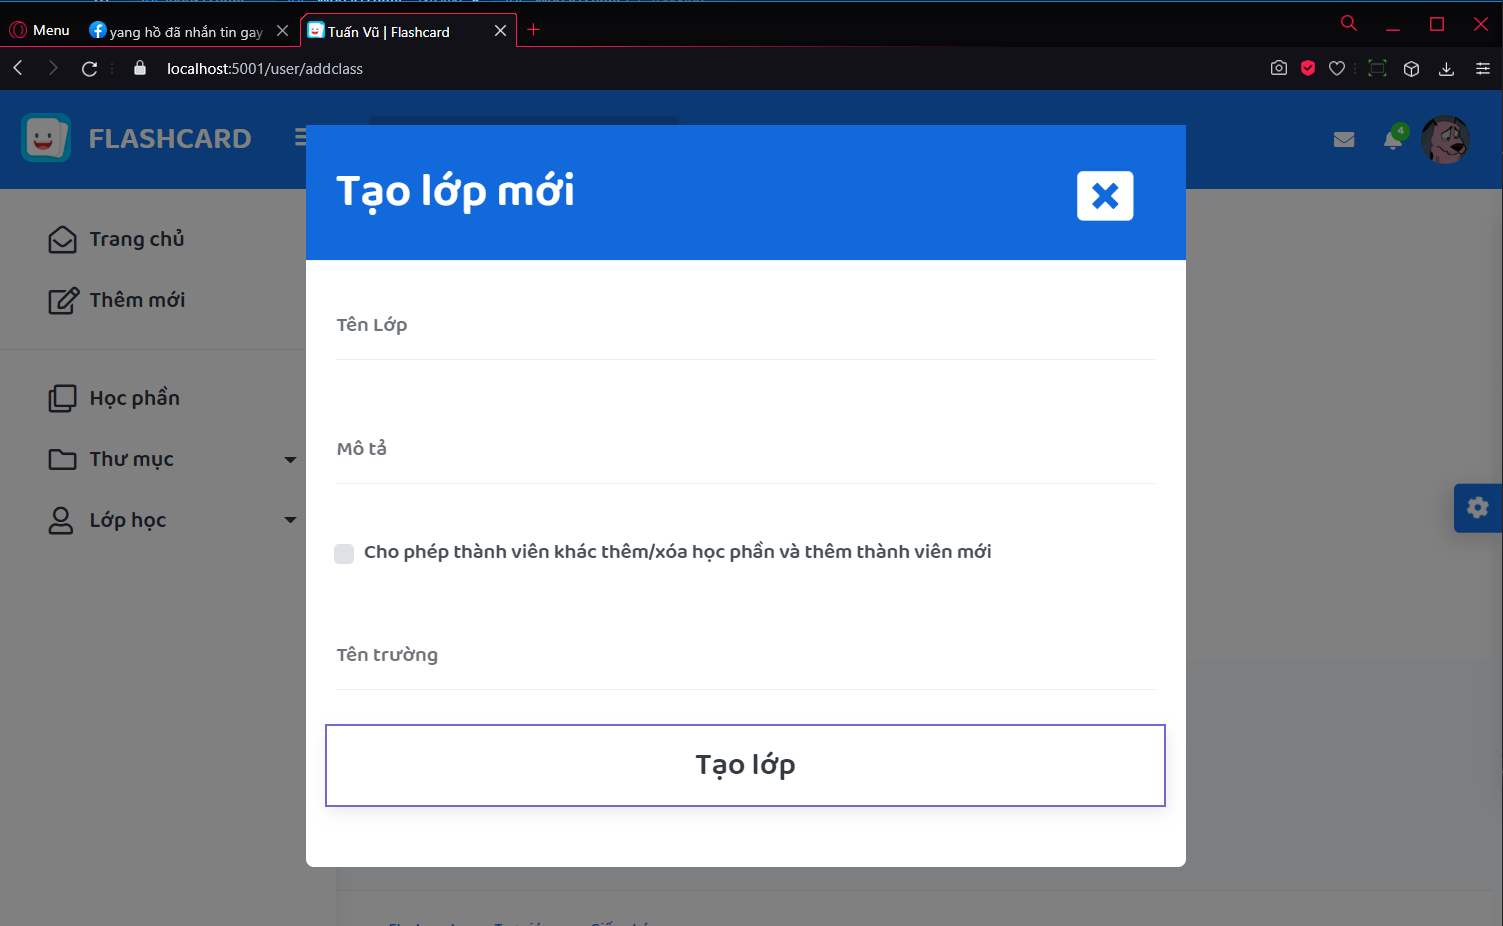 Menu
yang hồ đã nhắn tin gay
Tuấn Vũ | Flashcard
localhost:5001/user/addclass
FLASHCARD
4
Tạo lớp mới
Trang chủ
Thêm mới
Học phần
Thư mục
Lớp học
Tên Lớp
Mô tả
Cho phép thành viên khác thêm/xóa học phần và thêm thành viên mới
Tên trường
Tạo lớp